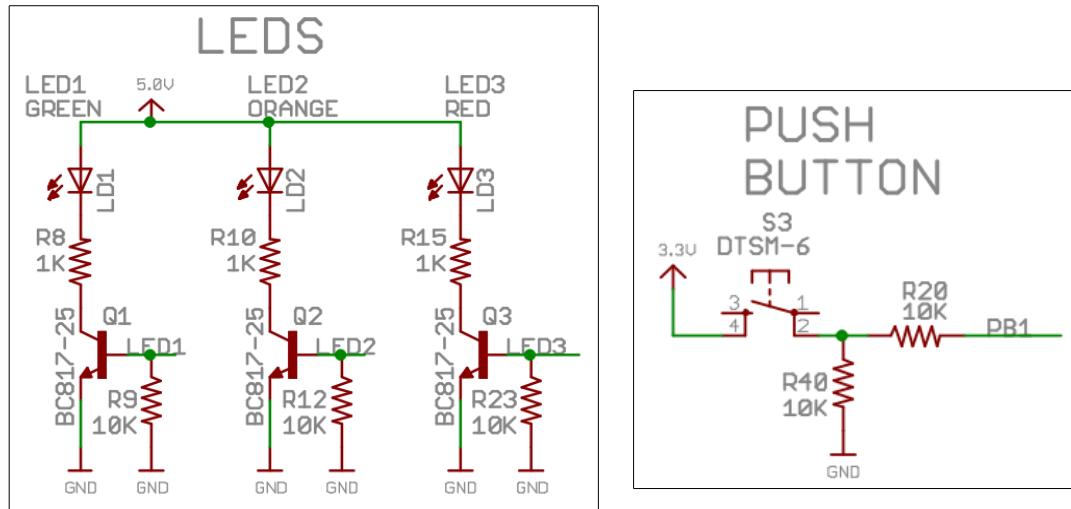 LEDS
LED1
GREEN
5.0V
LED2
ORANGE
LED3
RED
LD1
LD2
LD3
R8
1K
R10
1K
R15
1K
BC817-25
Q1
LED1
BC817-25
Q2
LED2
BC817-25
Q3
LED3
R9
10K
R12
10K
R23
10K
GND
GND
GND
GND
GND
GND
PUSH
BUTTON
S3
DTSM-6
3.3V
3
1
4
2
R20
10K
PB1
R40
10K
GND